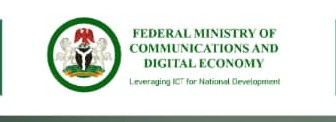 FEDERAL MINISTRY OF
COMMUNICATIONS AND
DIGITAL ECONOMY
Leveraging ICT for National Development